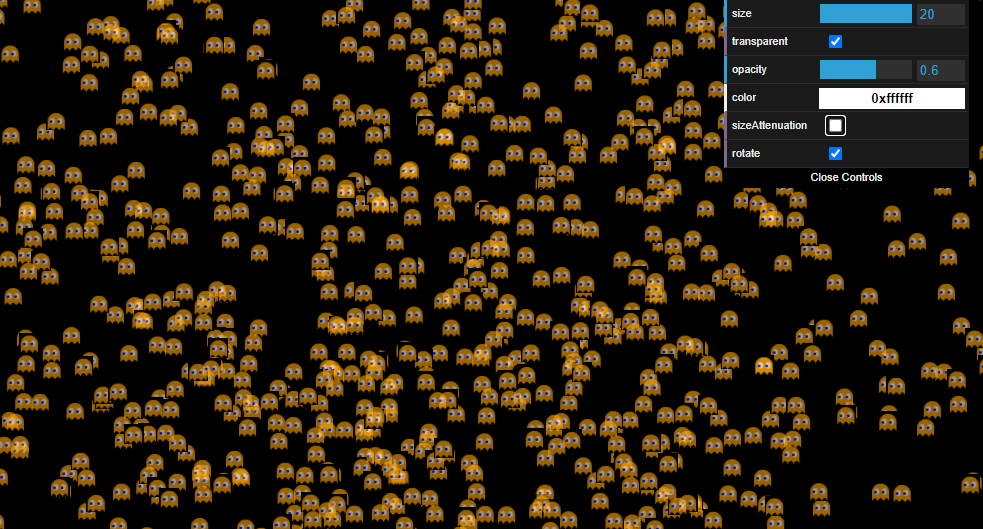 size 20
transparent
opacity 0.6
color 0xffffff
sizeAttenuation
rotate
Close Controls